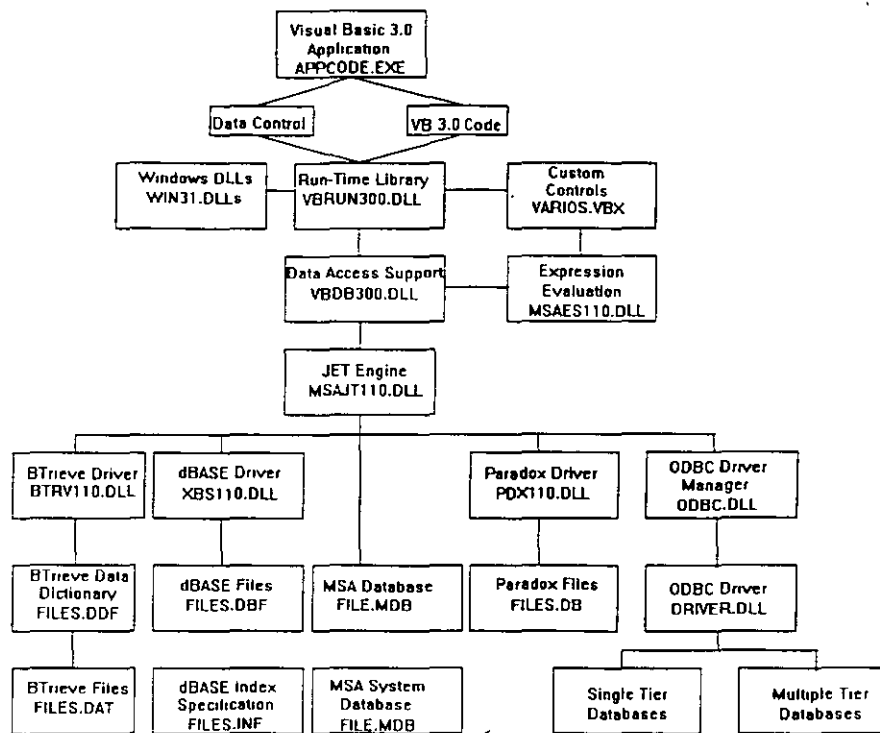 Visual Basic 3.0
Application
APPCODE.EXE
Data Control
VB 3.0 Code
Windows DLLs
WIN31.DLLs
Run-Time Library
VBRUN300.DLL
Custom
Controls
VARIOS.VBX
Data Access Support
VBDB300.DLL
Expression
Evaluation
MSAES110.DLL
JET Engine
MSAJT110.DLL
BTrieve Driver
BTRV110.DLL
dBASE Driver
XBS110.DLL
Paradox Driver
PDX110.DLL
ODBC Driver
Manager
ODBC.DLL
BTrieve Data
Dictionary
FILES.DDF
dBASE Files
FILES.DBF
MSA Database
FILE.MDB
Paradox Files
FILES.DB
ODBC Driver
DRIVER.DLL
BTrieve Files
FILES.DAT
dBASE Index
Specification
FILES.INF
MSA System
Database
FILE.MDB
Single Tier
Databases
Multiple Tier
Databases